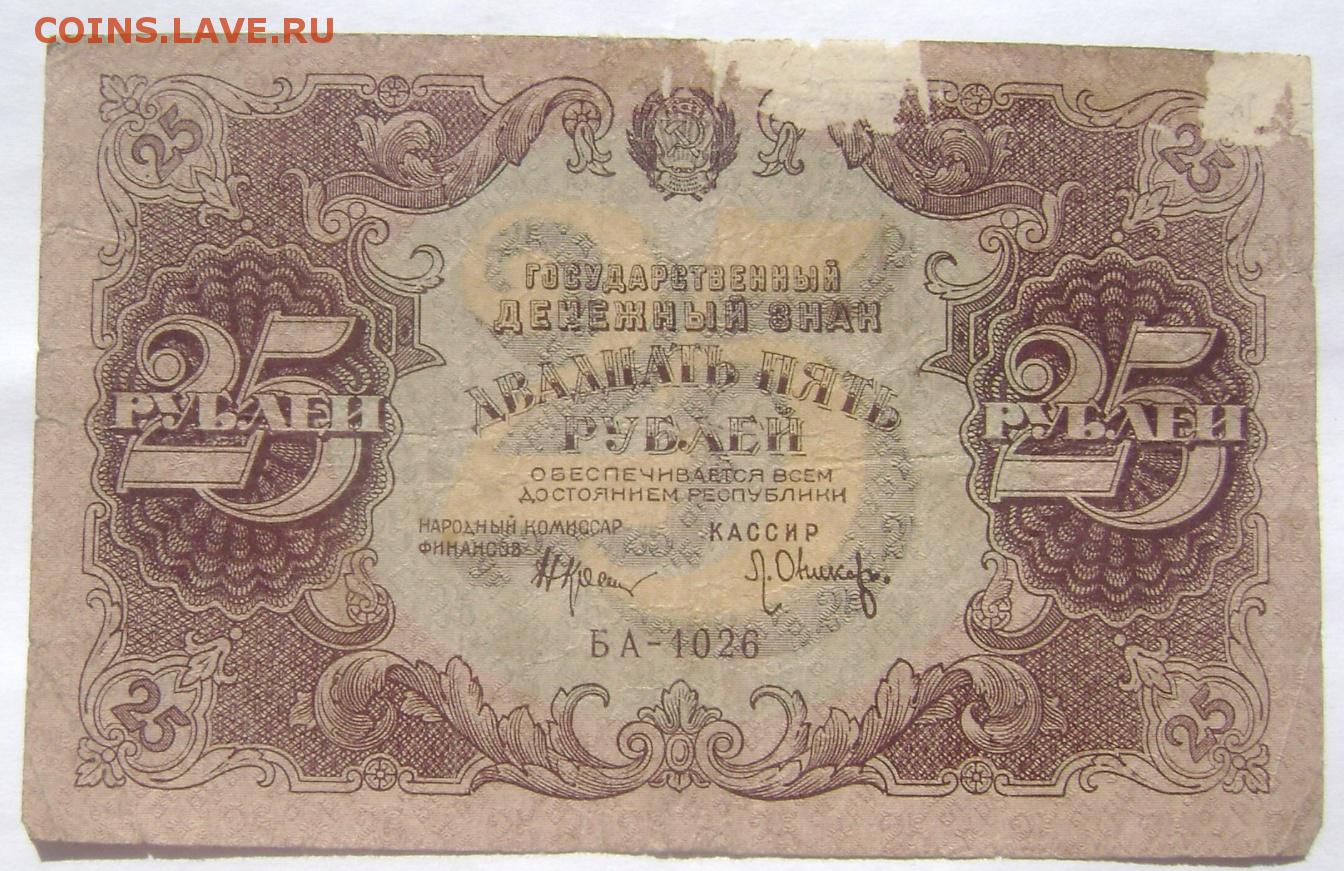 COINS.LAVE.RU
25
25
ГОСУДАРСТВЕННЫЙ
ДЕНЕЖНЫЙ ЗНАК
ДВАДЦАТЬ ПЯТЬ
РУБЛЕЙ
25
РУБЛЕЙ
25
РУБЛЕЙ
ОБЕСПЕЧИВАЕТСЯ ВСЕМ
ДОСТОЯНИЕМ РЕСПУБЛИКИ
НАРОДНЫЙ КОМИССАР
ФИНАНСОВ
КАССИР
БА-1026
25
25